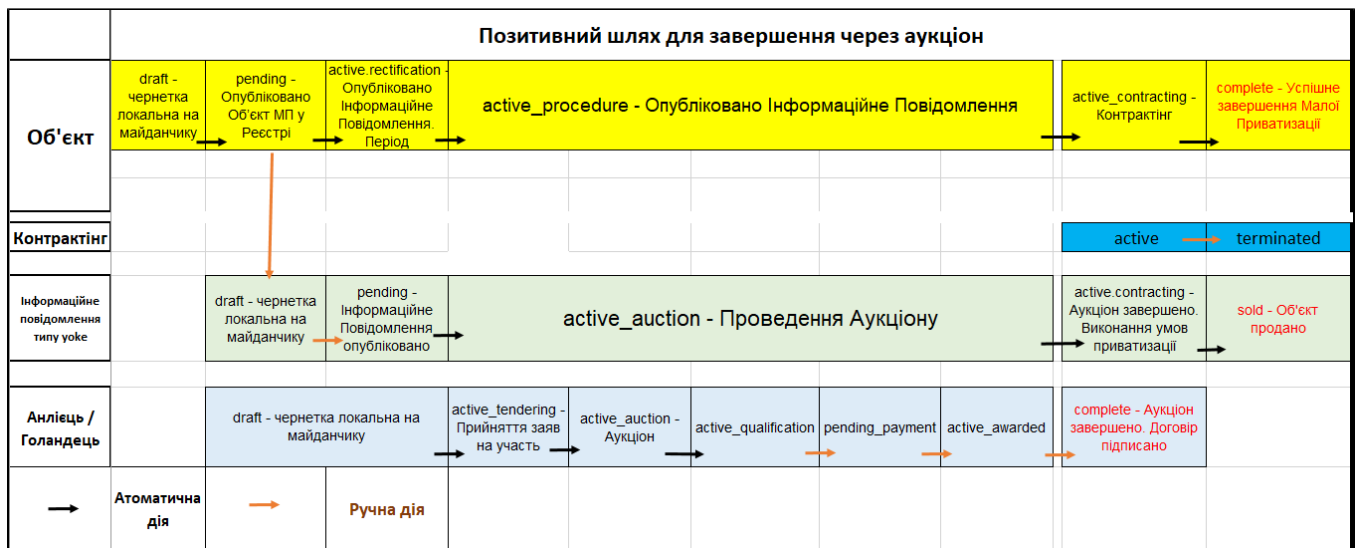 Позитивний шлях для завершення через аукціон
Об'єкт
draft -
чернетка
локальна на
майданчику
pending -
Опубліковано
Об'єкт МП у
Реєстрі
active.rectification -
Опубліковано
Інформаційне
Повідомлення.
Період
active_procedure - Опубліковано Інформаційне Повідомлення
active_contracting -
Контрактінг
complete - Успішне
завершення Малої
Приватизації
Контрактінг
active
terminated
Інформаційне
повідомлення
типу yoke
draft - чернетка
локальна на
майданчику
pending -
Інформаційне
Повідомлення
опубліковано
active_auction - Проведення Аукціону
active.contracting -
Аукціон завершено.
Виконання умов
приватизації
sold - Об'єкт
продано
Анлієць /
Голандець
draft - чернетка локальна на
майданчику
active_tendering -
Прийняття заяв
на участь
active_auction -
Аукціон
active_qualification
pending_payment
active_awarded
complete - Аукціон
завершено. Договір
підписано
Атоматична
дія
Ручна дія